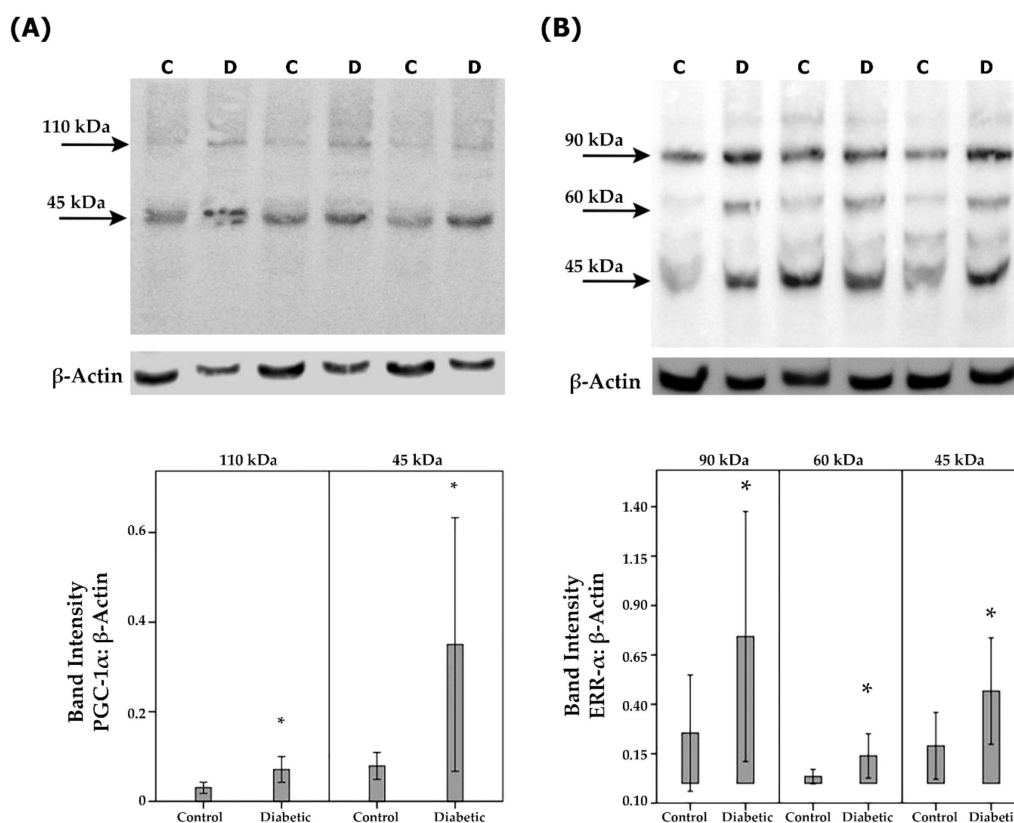 (A)
C D C D C D
110 kDa
45 kDa
β-Actin
110 kDa 45 kDa
Band Intensity
PGC-1α: β-Actin
0.6
0.4
0.2
0
* *
Control Diabetic Control Diabetic
(B)
C D C D C D
90 kDa
60 kDa
45 kDa
β-Actin
90 kDa 60 kDa 45 kDa
Band Intensity
ERR-α: β-Actin
1.40
1.15
0.90
0.65
0.40
0.15
0.10
* * *
Control Diabetic Control Diabetic Control Diabetic